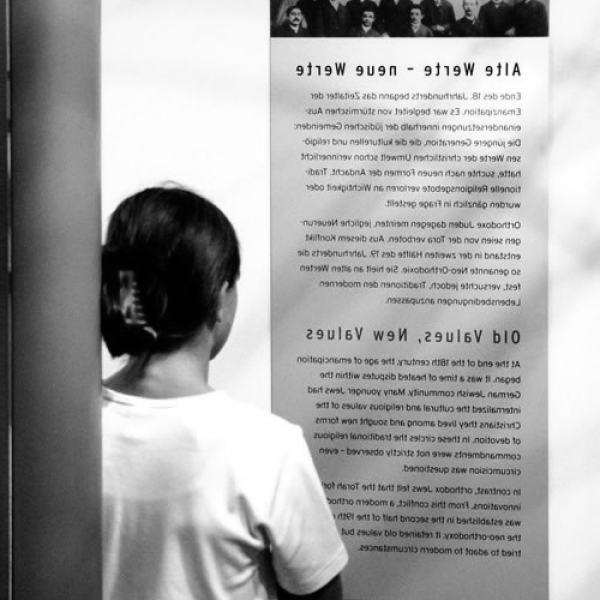 Alte Werte - neue Werte
Ende des 18. Jahrhunderts begann das Zeitalter der
Emanzipation. Es war begleitet von stürmischen Aus-
einandersetzungen innerhalb der jüdischen Gemeinden:
Die jüngere Generation, die die kulturellen und religiö-
sen Werte der christlichen Umwelt schon verinnerlicht
hatte, suchte nach neuen Formen der Andacht. Tradi-
tionelle Religionsgebote verloren an Wichtigkeit oder
wurden gänzlich in Frage gestellt.
Orthodoxe Juden dagegen meinten, jegliche Neuerun-
gen seien von der Tora verboten. Aus diesem Konflikt
entstand in der zweiten Hälfte des 19. Jahrhunderts die
so genannte Neo-Orthodoxie. Sie hielt an alten Werten
fest, versuchte jedoch, Traditionen den modernen
Lebensbedingungen anzupassen.
Old Values, New Values
At the end of the 18th century, the age of emancipation
began. It was a time of heated disputes within the
German Jewish community. Many younger Jews had
internalized the cultural and religious values of the
Christians they lived among and sought new forms
of devotion. In these circles the traditional religious
commandments were not strictly observed - even
circumcision was questioned.
In contrast, orthodox Jews felt that the Torah
innovations. From this conflict, a modern
was established in the second half of the 19th
the neo-orthodoxy. It retained old values but
tried to adapt to modern circumstances.